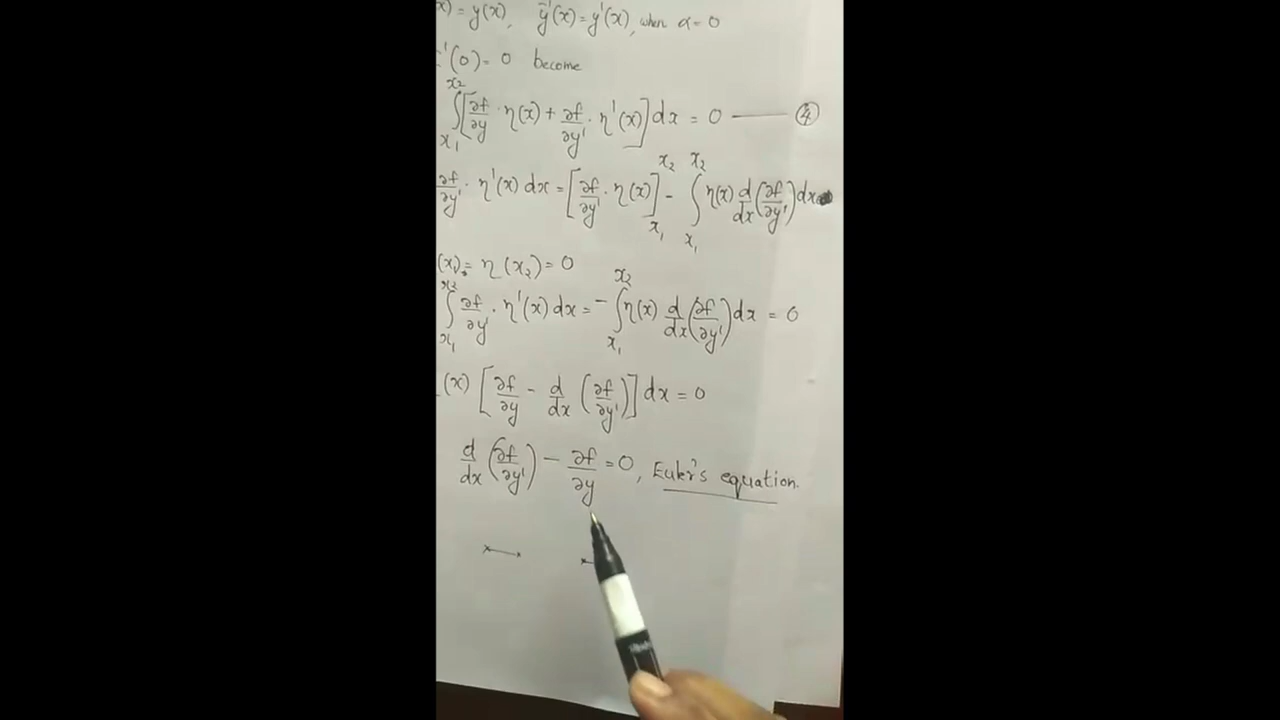 x) = y(x), ȳ'(x) = y'(x), when α = 0
'(0) = 0 become
∫_{x₁}^{x₂} [∂f/∂y · η(x) + ∂f/∂y' · η'(x)] dx = 0 —— ④
∂f/∂y' · η'(x) dx = [∂f/∂y' · η(x)]_{x₁}^{x₂} - ∫_{x₁}^{x₂} η(x) d/dx (∂f/∂y') dx
(x₁) = η(x₂) = 0
∫_{x₁}^{x₂} ∂f/∂y' · η'(x) dx = - ∫_{x₁}^{x₂} η(x) d/dx (∂f/∂y') dx = 0
(x) [∂f/∂y - d/dx (∂f/∂y')] dx = 0
d/dx (∂f/∂y') - ∂f/∂y = 0, Euler's equation.